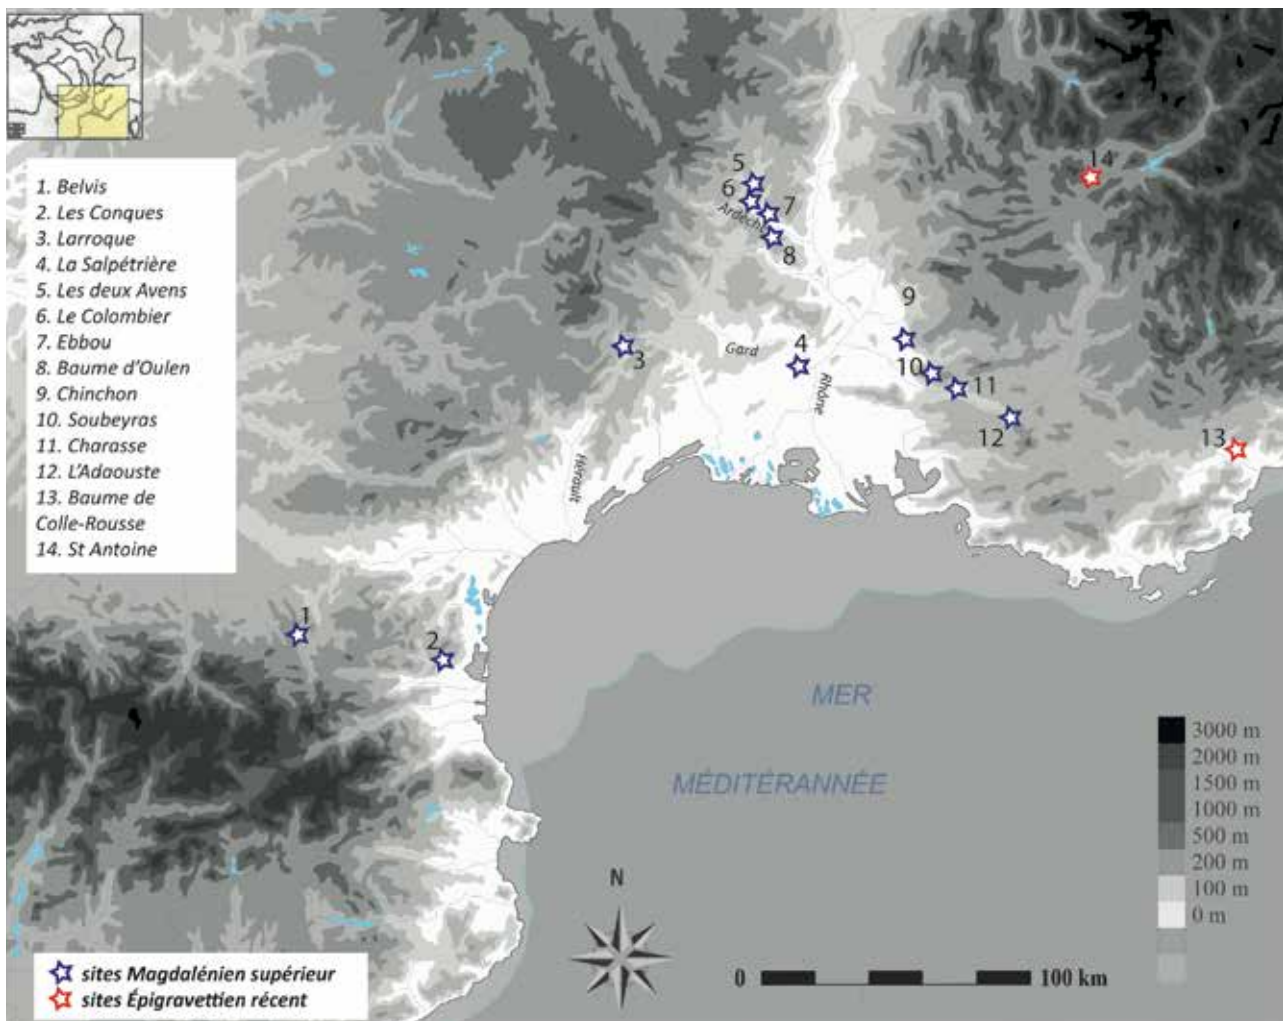 1. Belvis
2. Les Conques
3. Larroque
4. La Salpétrière
5. Les deux Avens
6. Le Colombier
7. Ebbou
8. Baume d'Oulen
9. Chinchon
10. Soubeyras
11. Charasse
12. L'Adaouste
13. Baume de
Colle-Rousse
14. St Antoine
5
6
7
Ardèche
8
14
9
3
Gard
4
10
11
Rhône
12
13
Hérault
1
2
MER
MÉDITÉRANNÉE
3000 m
2000 m
1500 m
1000 m
500 m
200 m
100 m
0 m
N
0 100 km
sites Magdalénien supérieur
sites Épigravettien récent